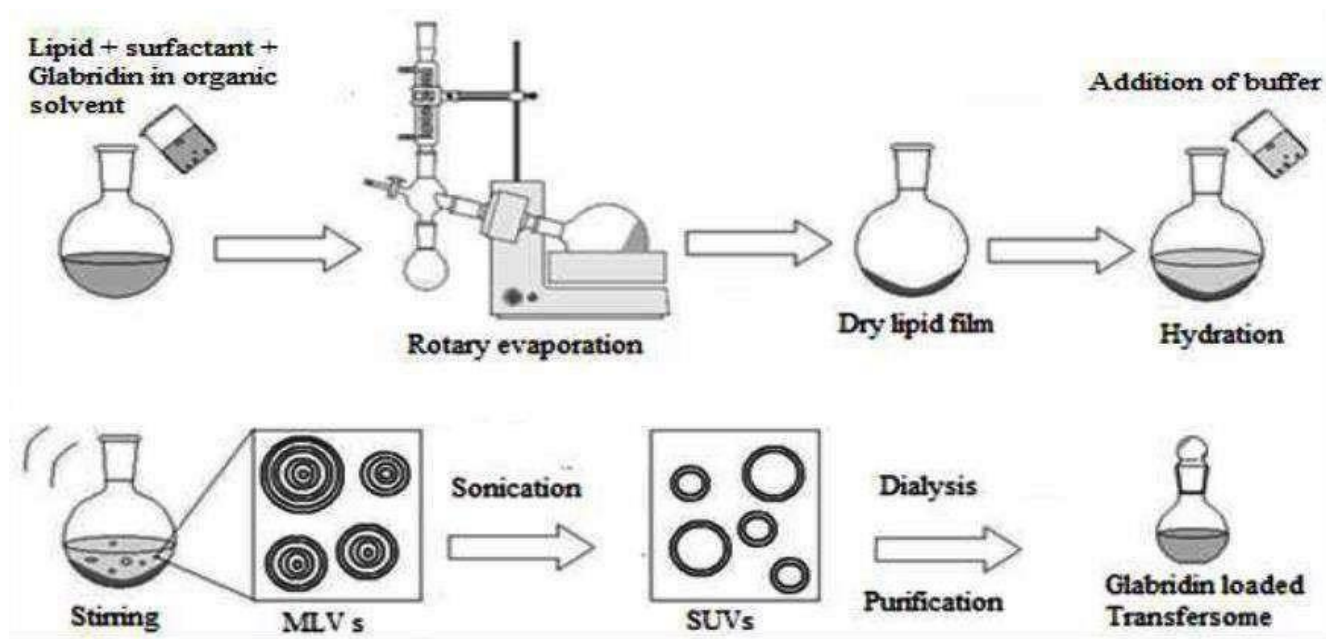 Lipid + surfactant +
Glabridin in organic
solvent
Addition of buffer
Rotary evaporation
Dry lipid film
Hydration
Sonication
Dialysis
Purification
Stirring
MLV s
SUVs
Glabridin loaded
Transfersome